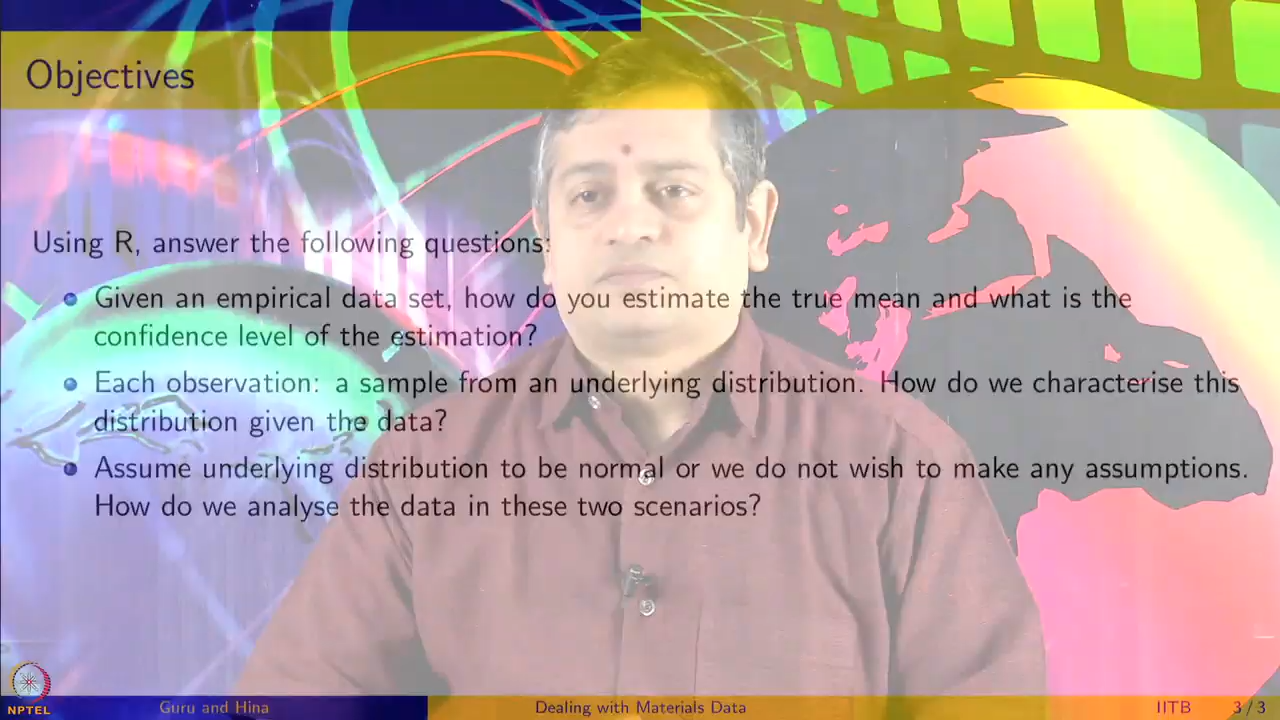 Objectives
Using R, answer the following questions:
Given an empirical data set, how do you estimate the true mean and what is the
confidence level of the estimation?
Each observation: a sample from an underlying distribution. How do we characterise this
distribution given the data?
Assume underlying distribution to be normal or we do not wish to make any assumptions.
How do we analyse the data in these two scenarios?
NPTEL
Guru and Hina
Dealing with Materials Data
IITB
3 / 3